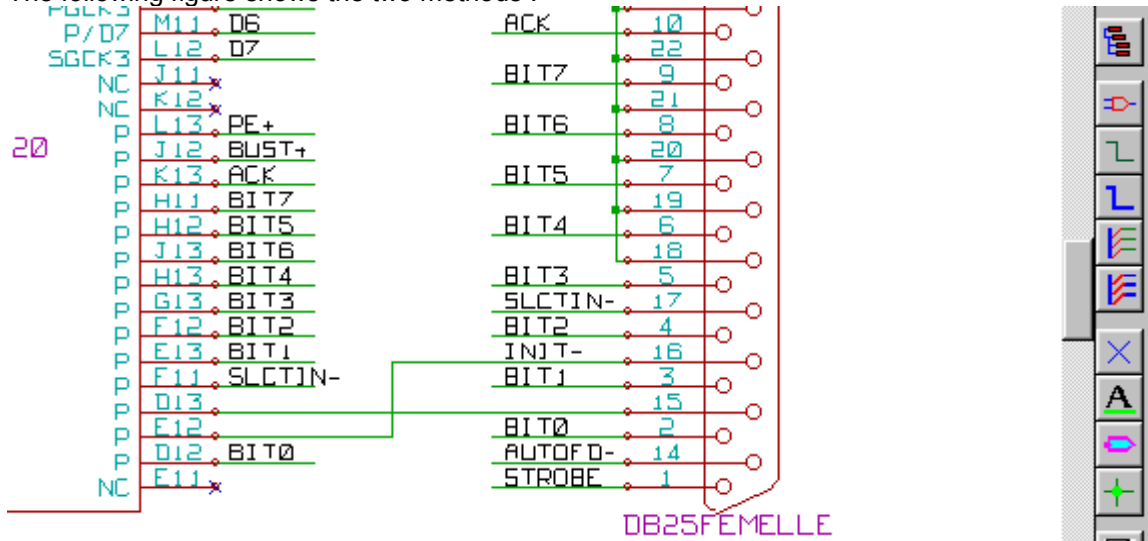 The following figure shows the two methods :
PGCK3
P/D7 M11 D6 ACK 10
SGCK3 L12 D7 22
NC J11 BIT7 9
NC K12 21
P L13 PE+ BIT6 8
20 P J12 BUST+ 20
P K13 ACK BIT5 7
P H11 BIT7 19
P H12 BIT5 BIT4 6
P J13 BIT6 18
P H13 BIT4 BIT3 5
P G13 BIT3 SLCTIN- 17
P F12 BIT2 BIT2 4
P E13 BIT1 INIT- 16
P F11 SLCTIN- BIT1 3
P D13 15
P E12 BIT0 2
P D12 BIT0 AUTOFD- 14
NC E11 STROBE 1
DB25FEMELLE
A